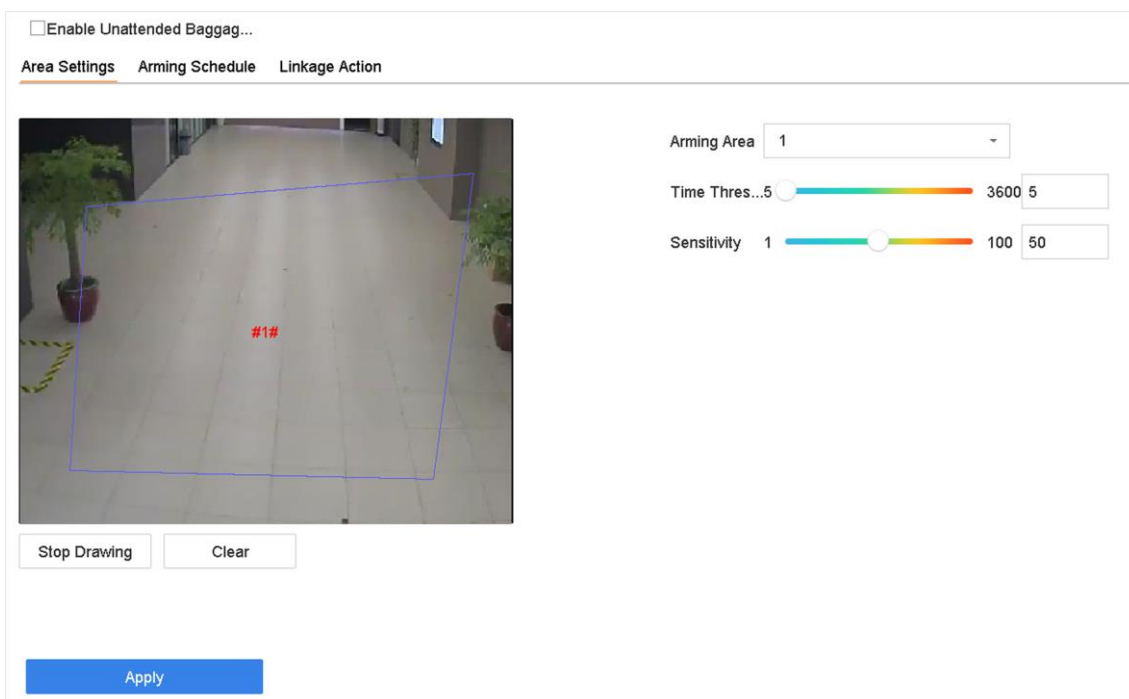 Enable Unattended Baggag...
Area Settings Arming Schedule Linkage Action
Arming Area 1
Time Thres...5 3600 5
Sensitivity 1 100 50
#1#
Stop Drawing Clear
Apply